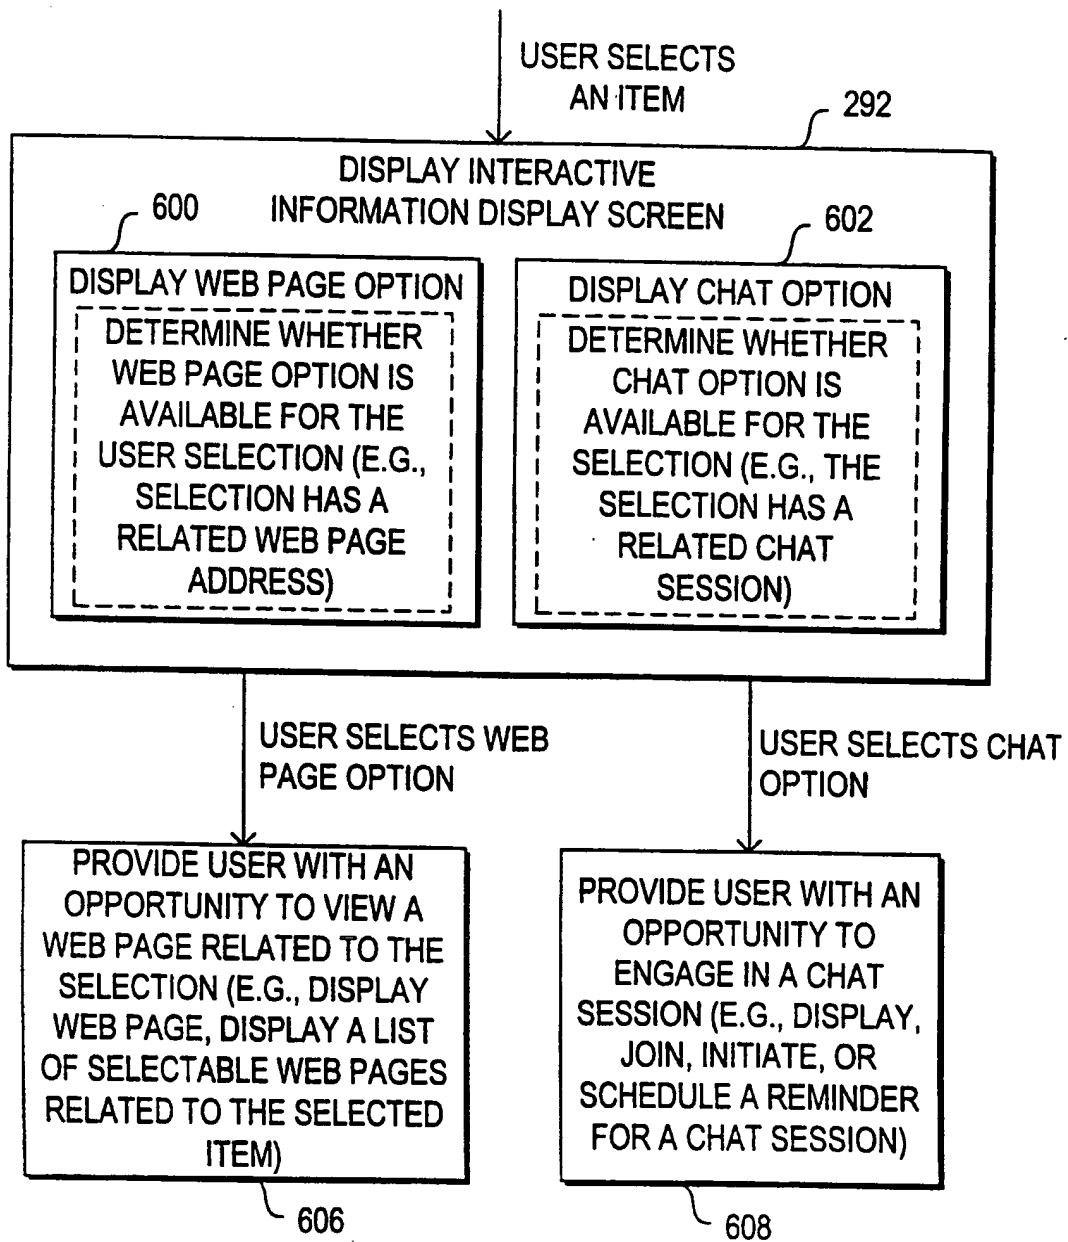 USER SELECTS
AN ITEM
292
DISPLAY INTERACTIVE
INFORMATION DISPLAY SCREEN
600
602
DISPLAY WEB PAGE OPTION
DETERMINE WHETHER
WEB PAGE OPTION IS
AVAILABLE FOR THE
USER SELECTION (E.G.,
SELECTION HAS A
RELATED WEB PAGE
ADDRESS)
DISPLAY CHAT OPTION
DETERMINE WHETHER
CHAT OPTION IS
AVAILABLE FOR THE
SELECTION (E.G., THE
SELECTION HAS A
RELATED CHAT
SESSION)
USER SELECTS WEB
PAGE OPTION
USER SELECTS CHAT
OPTION
PROVIDE USER WITH AN
OPPORTUNITY TO VIEW A
WEB PAGE RELATED TO THE
SELECTION (E.G., DISPLAY
WEB PAGE, DISPLAY A LIST
OF SELECTABLE WEB PAGES
RELATED TO THE SELECTED
ITEM)
606
PROVIDE USER WITH AN
OPPORTUNITY TO
ENGAGE IN A CHAT
SESSION (E.G., DISPLAY,
JOIN, INITIATE, OR
SCHEDULE A REMINDER
FOR A CHAT SESSION)
608